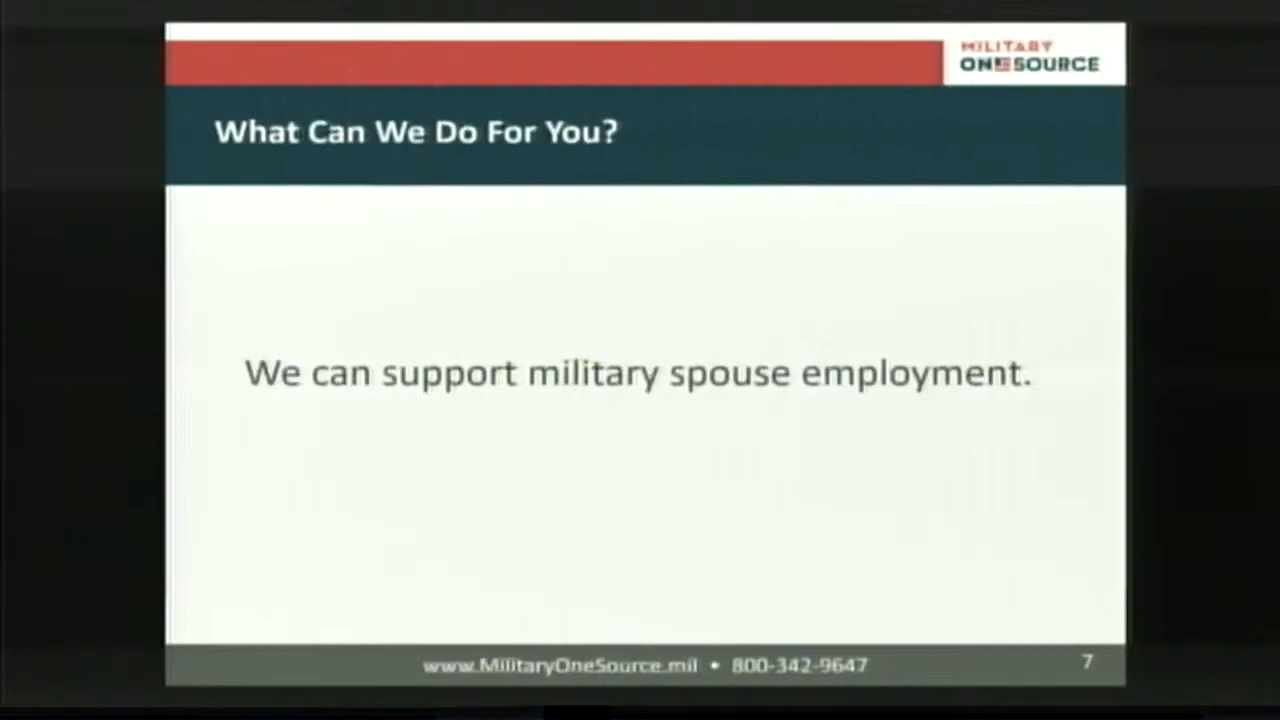 MILITARY
ONESOURCE
What Can We Do For You?
We can support military spouse employment.
www.MilitaryOneSource.mil • 800-342-9647
7